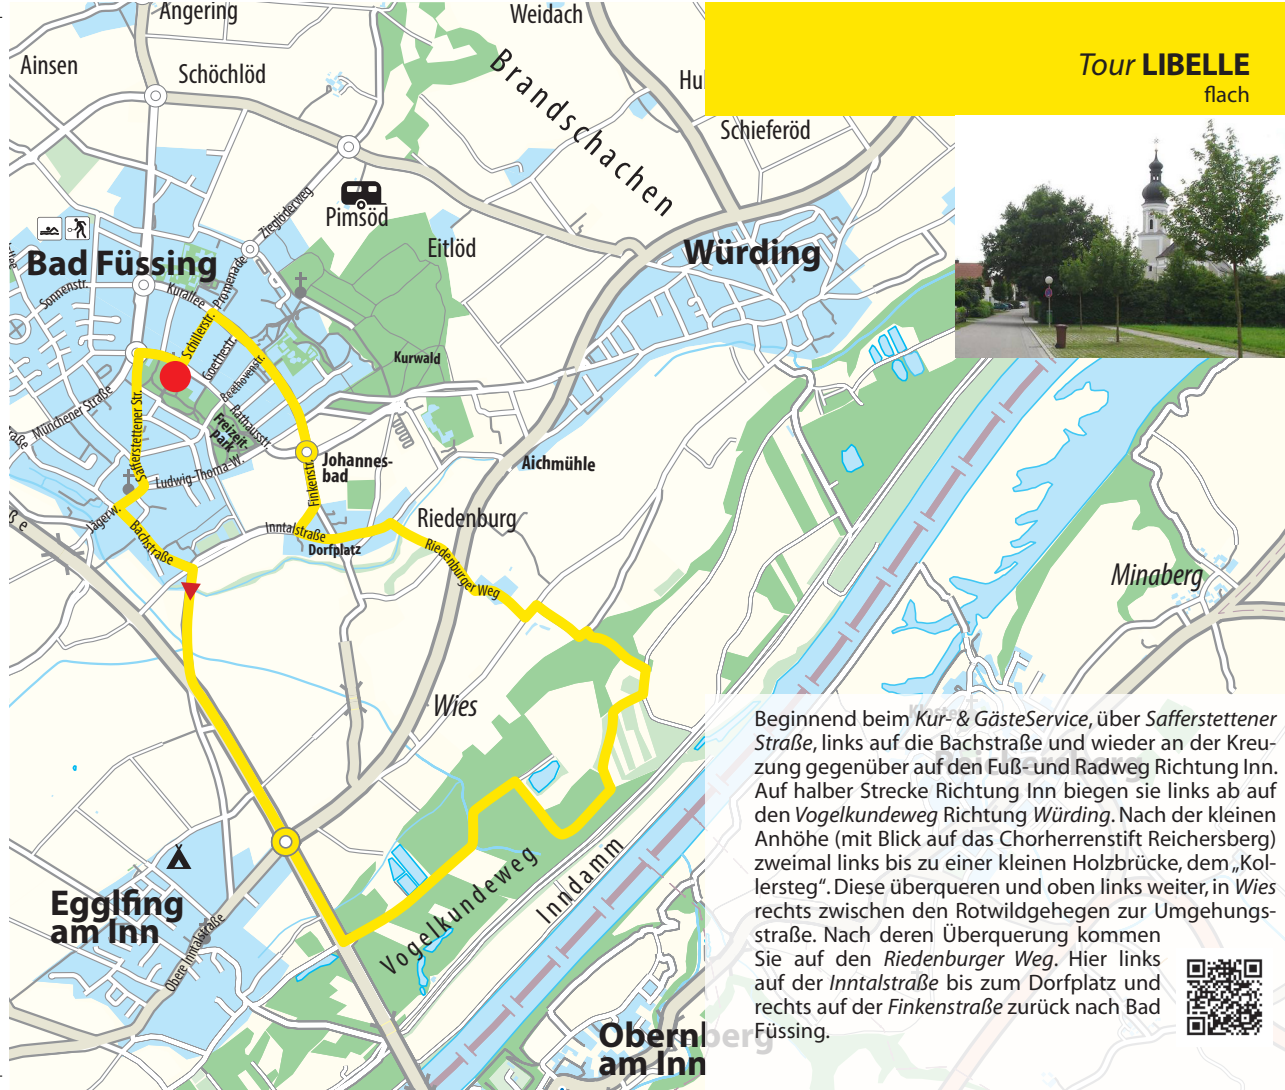 Angering
Weidach
Ainsen
Schöchlöd
Brandschachen
Tour LIBELLE
flach
Schieferöd
Zieglöderweg
Pimsöd
Eitlöd
Würding
Bad Füssing
Sonnenstr.
Kurallee
Promenade
Schillerstr.
Goethestr.
Beethovenstr.
Kurwald
Münchener Straße
Safferstettener Str.
Rathausstr.
Freizeit-
park
Ludwig-Thoma-W.
Johannes-
bad
Aichmühle
Finkenstr.
Jägerw.
Bachstraße
Inntalstraße
Dorfplatz
Riedenburg
Riedenburger Weg
Minaberg
Wies
Reichersberg
Beginnend beim Kur- & GästeService, über Safferstettener
Straße, links auf die Bachstraße und wieder an der Kreu-
zung gegenüber auf den Fuß- und Radweg Richtung Inn.
Auf halber Strecke Richtung Inn biegen sie links ab auf
den Vogelkundeweg Richtung Würding. Nach der kleinen
Anhöhe (mit Blick auf das Chorherrenstift Reichersberg)
zweimal links bis zu einer kleinen Holzbrücke, dem „Kol-
lersteg“. Diese überqueren und oben links weiter, in Wies
rechts zwischen den Rotwildgehegen zur Umgehungs-
straße. Nach deren Überquerung kommen
Sie auf den Riedenburger Weg. Hier links
auf der Inntalstraße bis zum Dorfplatz und
rechts auf der Finkenstraße zurück nach Bad
Füssing.
Egglfing
am Inn
Obere Inntalstraße
Vogelkundeweg
Inndamm
Obernberg
am Inn